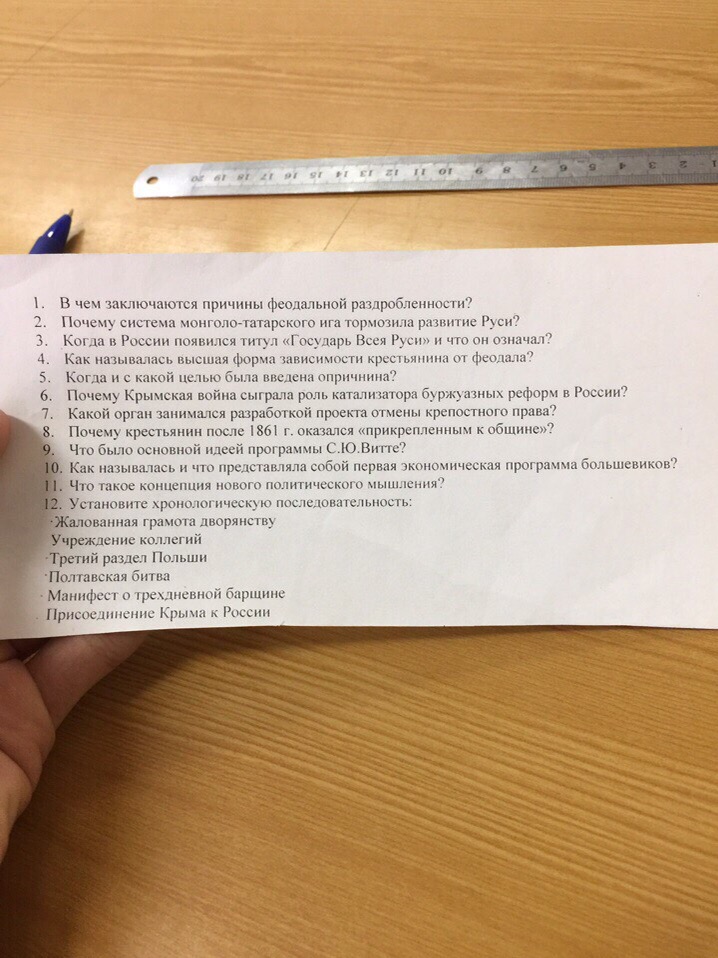 20 19 18 17 16 15 14 13 12 11 10 9 8 7 6 5 4 3 2 1
1. В чем заключаются причины феодальной раздробленности?
2. Почему система монголо-татарского ига тормозила развитие Руси?
3. Когда в России появился титул «Государь Всея Руси» и что он означал?
4. Как называлась высшая форма зависимости крестьянина от феодала?
5. Когда и с какой целью была введена опричнина?
6. Почему Крымская война сыграла роль катализатора буржуазных реформ в России?
7. Какой орган занимался разработкой проекта отмены крепостного права?
8. Почему крестьянин после 1861 г. оказался «прикрепленным к общине»?
9. Что было основной идеей программы С.Ю.Витте?
10. Как называлась и что представляла собой первая экономическая программа большевиков?
11. Что такое концепция нового политического мышления?
12. Установите хронологическую последовательность:
·Жалованная грамота дворянству
Учреждение коллегий
·Третий раздел Польши
·Полтавская битва
·Манифест о трехдневной барщине
·Присоединение Крыма к России